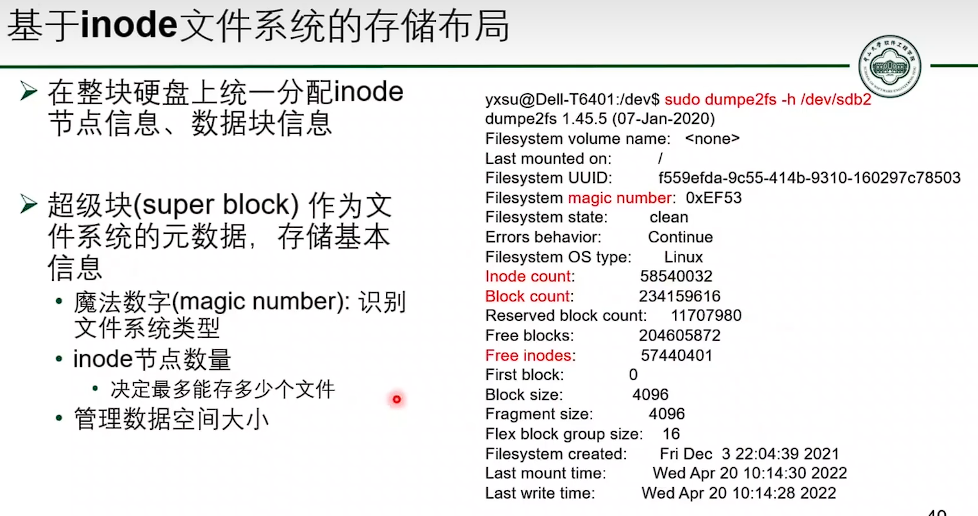 基于inode文件系统的存储布局
➢ 在整块硬盘上统一分配inode
节点信息、数据块信息
➢ 超级块(super block) 作为文
件系统的元数据，存储基本
信息
• 魔法数字(magic number): 识别
文件系统类型
• inode节点数量
• 决定最多能存多少个文件
• 管理数据空间大小
yxsu@Dell-T6401:/dev$ sudo dumpe2fs -h /dev/sdb2
dumpe2fs 1.45.5 (07-Jan-2020)
Filesystem volume name: <none>
Last mounted on: /
Filesystem UUID: f559efda-9c55-414b-9310-160297c78503
Filesystem magic number: 0xEF53
Filesystem state: clean
Errors behavior: Continue
Filesystem OS type: Linux
Inode count: 58540032
Block count: 234159616
Reserved block count: 11707980
Free blocks: 204605872
Free inodes: 57440401
First block: 0
Block size: 4096
Fragment size: 4096
Flex block group size: 16
Filesystem created: Fri Dec 3 22:04:39 2021
Last mount time: Wed Apr 20 10:14:30 2022
Last write time: Wed Apr 20 10:14:28 2022